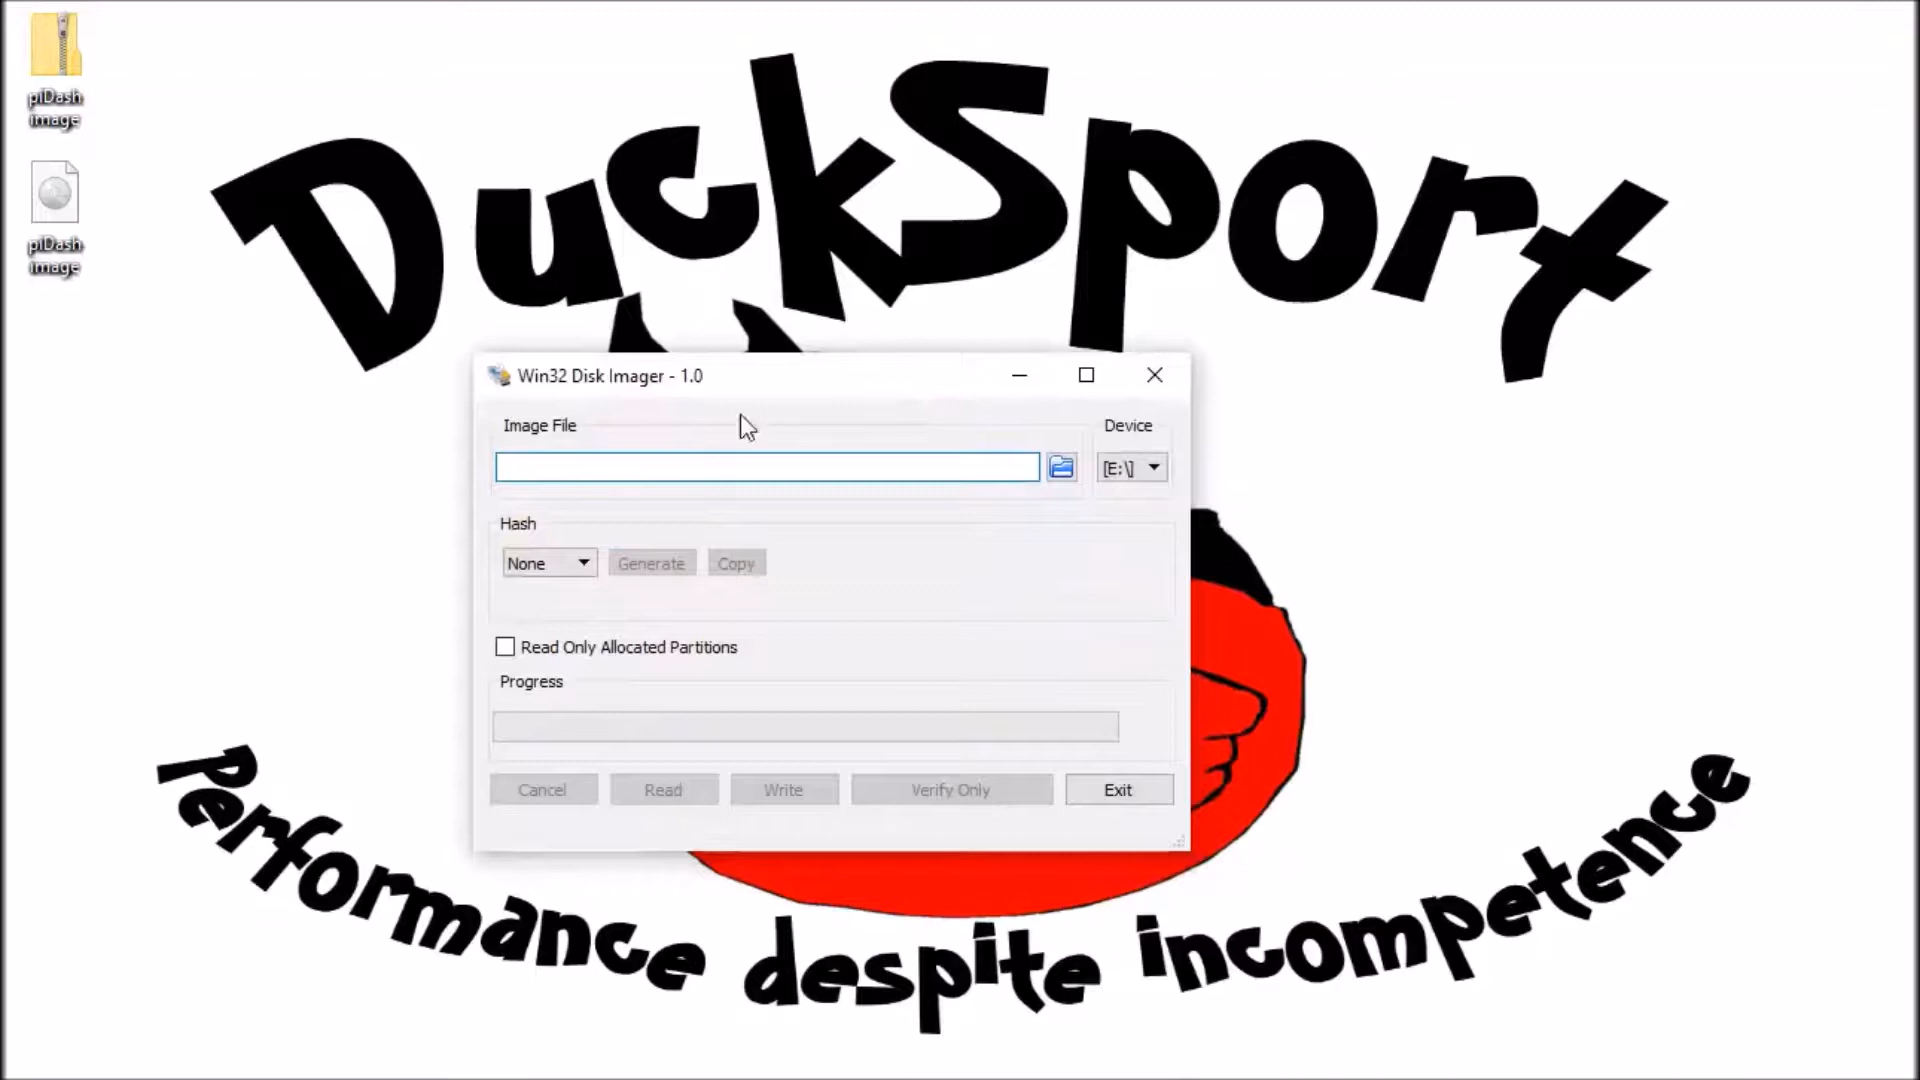 piDash
image
piDash
image
DuckSport
Win32 Disk Imager - 1.0
Image File
Device
[E:\]
Hash
None
Generate
Copy
Read Only Allocated Partitions
Progress
Cancel
Read
Write
Verify Only
Exit
Performance despite incompetence